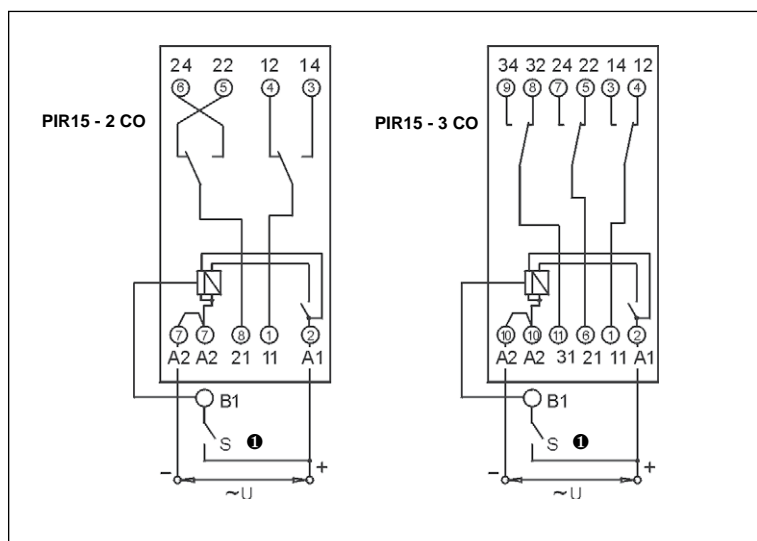 PIR15 - 2 CO
24 22 12 14
6 5 4 3
7 7 8 1 2
A2 A2 21 11 A1
B1
S ❶
– +
~U
PIR15 - 3 CO
34 32 24 22 14 12
9 8 7 5 3 4
10 10 11 6 1 2
A2 A2 31 21 11 A1
B1
S ❶
– +
~U